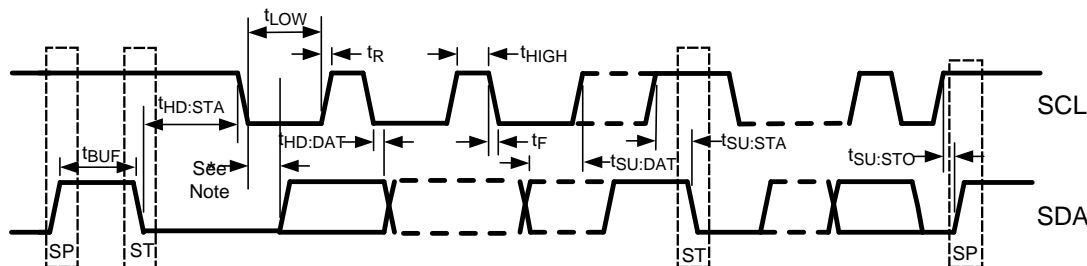 tLOW
tR
tHIGH
SCL
tHD:STA
tHD:DAT
tF
tSU:STA
tBUF
*
See
Note
tSU:DAT
tSU:STO
SDA
SP
ST
ST
SP